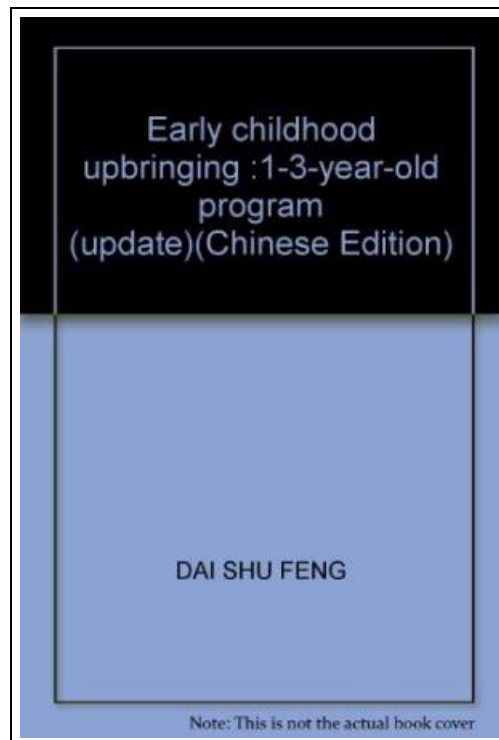 Early childhood
upbringing :1-3-year-old
program
(update)(Chinese Edition)
DAI SHU FENG
Note: This is not the actual book cover